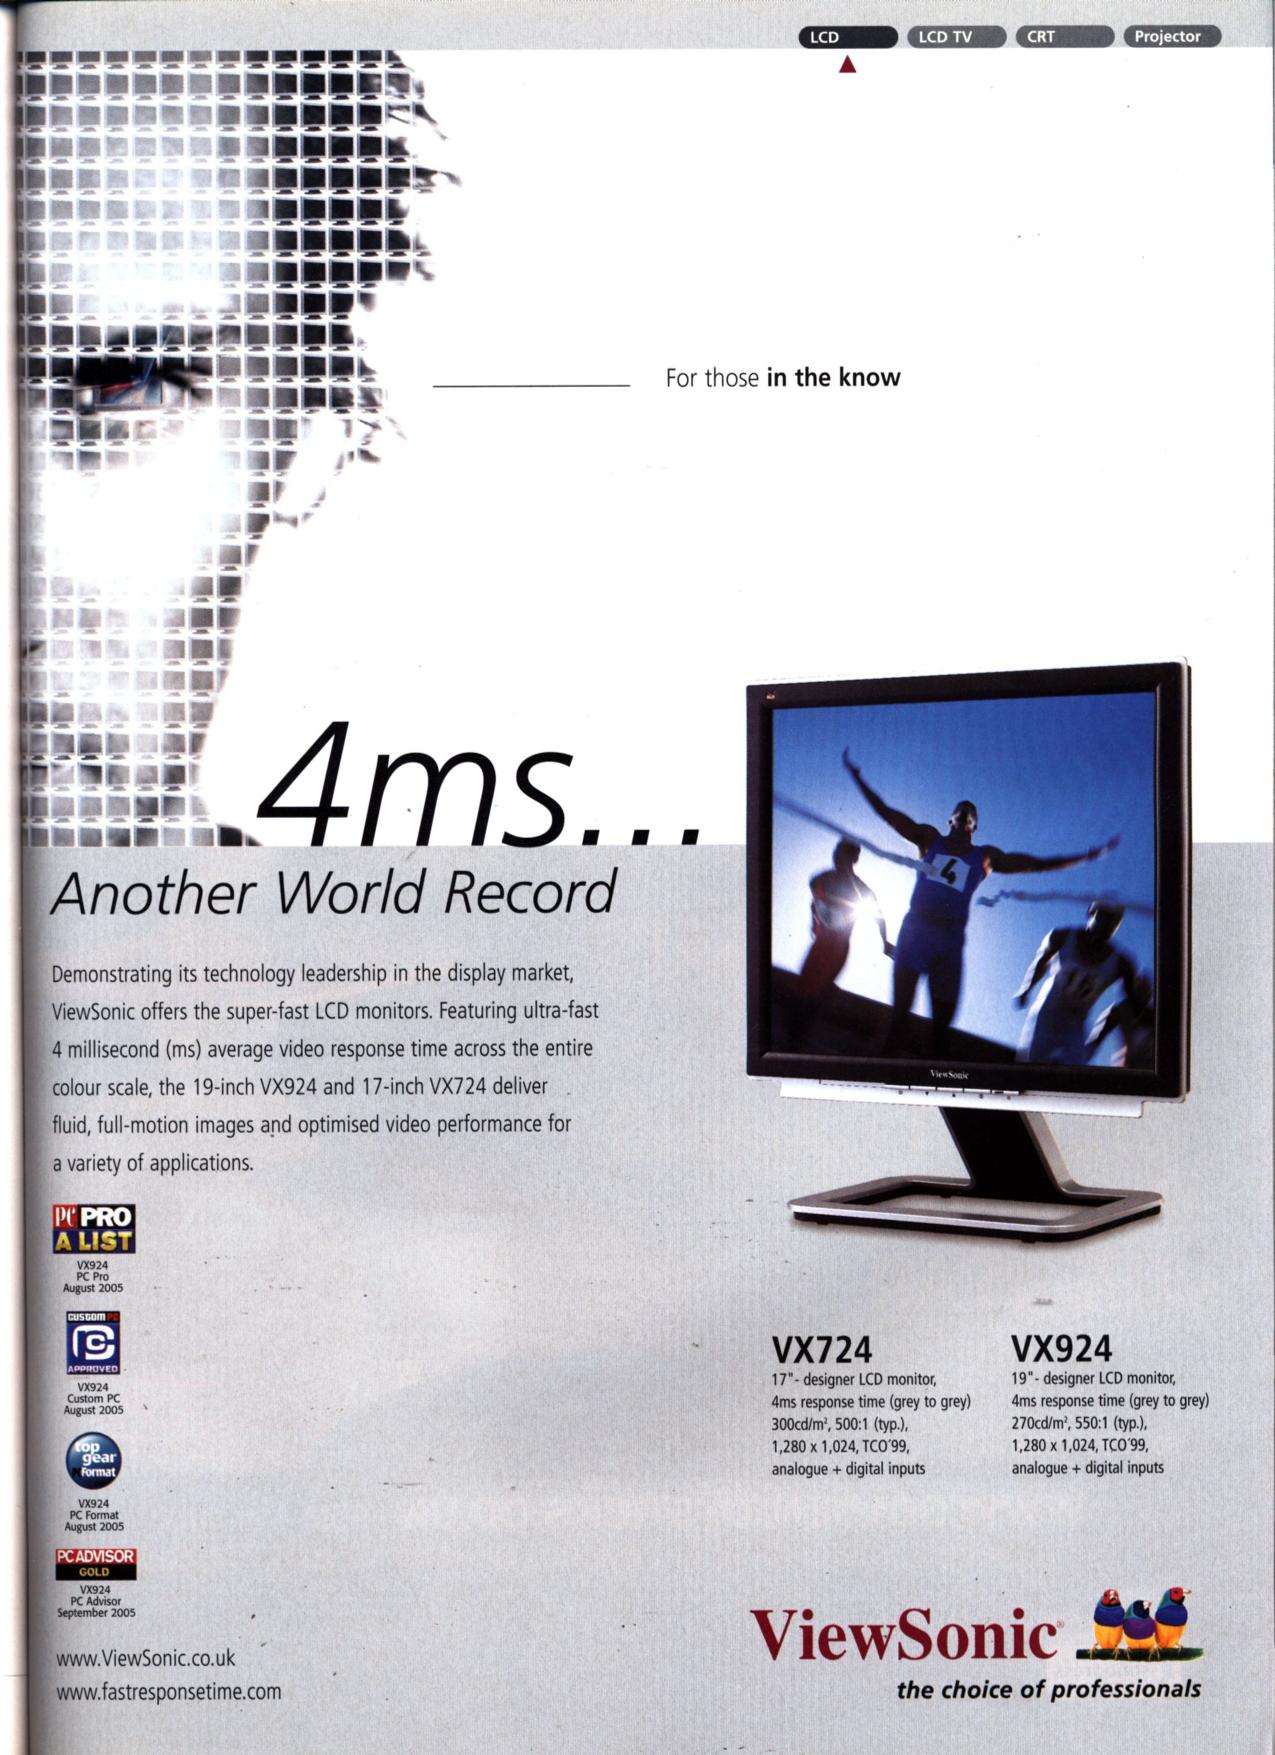 LCD
LCD TV
CRT
Projector
For those in the know
4ms...
Another World Record
Demonstrating its technology leadership in the display market,
ViewSonic offers the super-fast LCD monitors. Featuring ultra-fast
4 millisecond (ms) average video response time across the entire
colour scale, the 19-inch VX924 and 17-inch VX724 deliver
fluid, full-motion images and optimised video performance for
a variety of applications.
4
ViewSonic
PC PRO
A LIST
VX924
PC Pro
August 2005
CUSTOM PC
APPROVED
VX924
Custom PC
August 2005
top
gear
PC Format
VX924
PC Format
August 2005
PC ADVISOR
GOLD
VX924
PC Advisor
September 2005
www.ViewSonic.co.uk
www.fastresponsetime.com
VX724
17"- designer LCD monitor,
4ms response time (grey to grey)
300cd/m², 500:1 (typ.),
1,280 x 1,024, TCO'99,
analogue + digital inputs
VX924
19"- designer LCD monitor,
4ms response time (grey to grey)
270cd/m², 550:1 (typ.),
1,280 x 1,024, TCO'99,
analogue + digital inputs
ViewSonic®
the choice of professionals